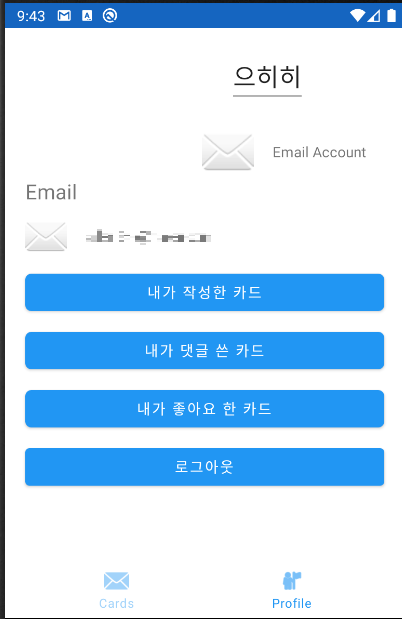 9:43
으히히
Email Account
Email
내가 작성한 카드
내가 댓글 쓴 카드
내가 좋아요 한 카드
로그아웃
Cards
Profile